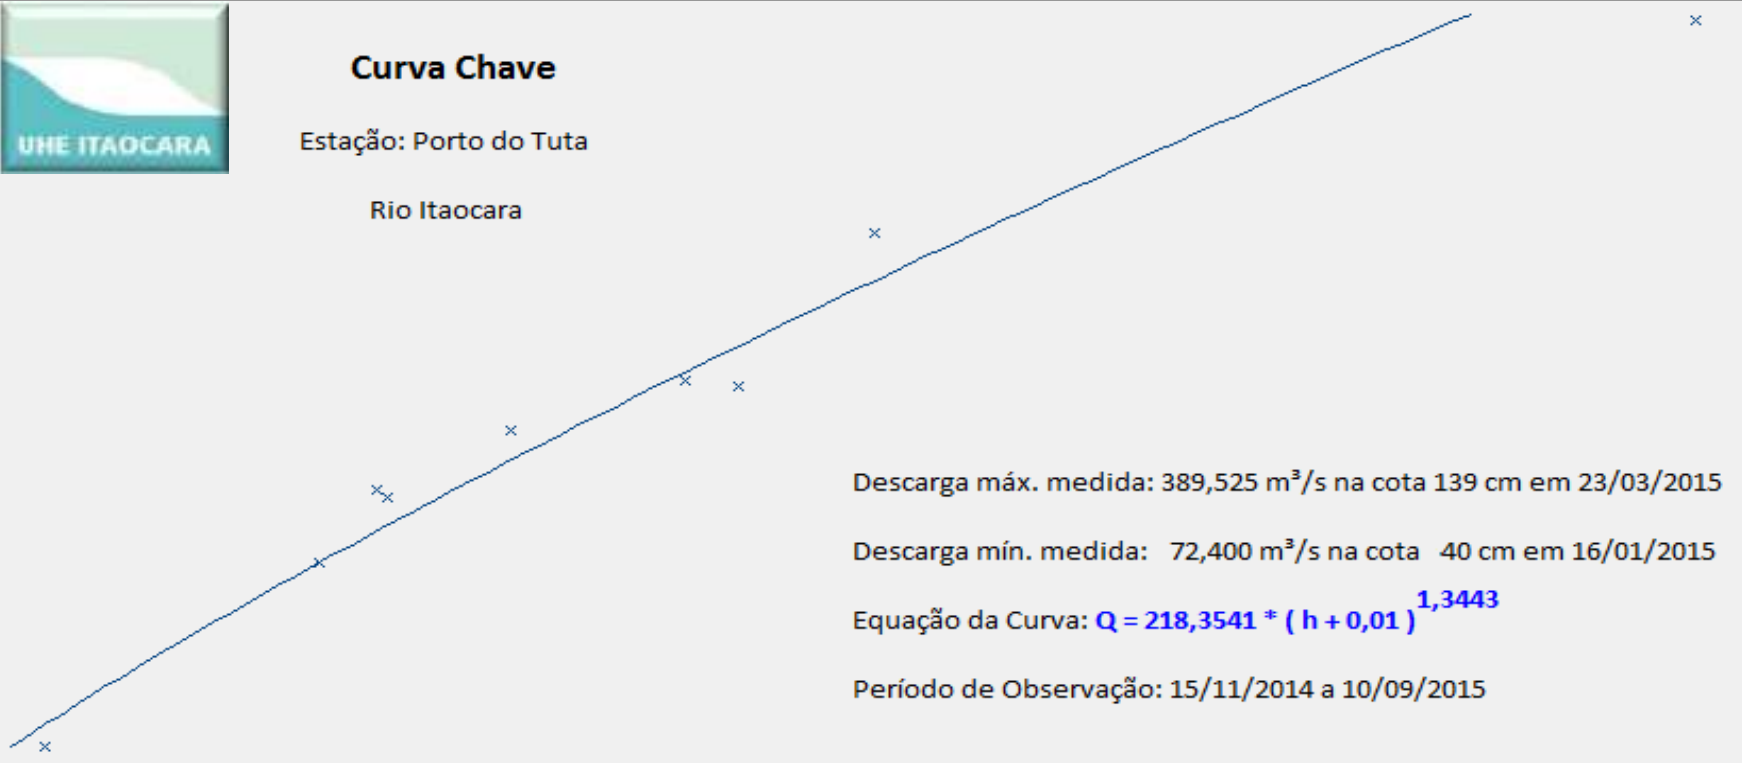 UHE ITAOCARA
Curva Chave
Estação: Porto do Tuta
Rio Itaocara
Descarga máx. medida: 389,525 m³/s na cota 139 cm em 23/03/2015
Descarga mín. medida: 72,400 m³/s na cota 40 cm em 16/01/2015
Equação da Curva: Q = 218,3541 * ( h + 0,01 )^1,3443
Período de Observação: 15/11/2014 a 10/09/2015